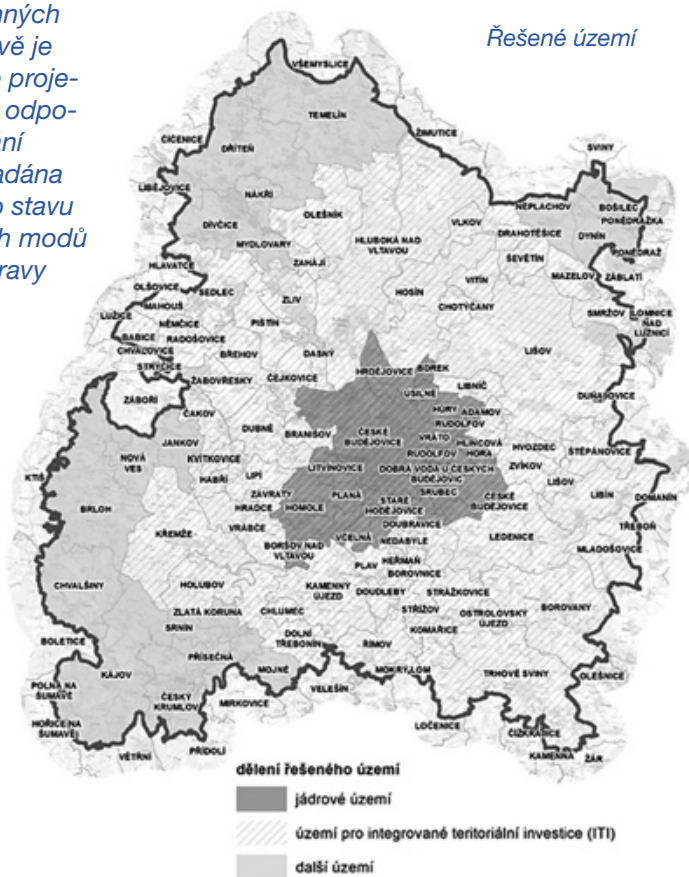 nných
vě je
e proje-
odpo-
ání
adána
o stavu
h modů
ravy
Řešené území
VŠEMYSLICE
TEMELÍN
ŽIMUTICE
ČÍČENICE
DŘÍTEŇ
SVINY
LIBĚJOVICE
NÁKŘÍ
OLEŠNÍK
NEPLACHOV
BOŠILEC
PONĚDRAŽKA
DÍVČICE
VLKOV
DRAHOTĚŠICE
DYNÍN
MYDLOVARY
HLUBOKÁ NAD
VLTAVOU
ŠEVĚTÍN
PONĚDRAŽ
HLAVATCE
ZAHÁJÍ
VITÍN
MAZELOV
ZÁBLATÍ
OLŠOVICE
SEDLEC
HOSÍN
CHOTÝČANY
MAHOUŠ
ZLIV
SMRŽOV
LOMNICE
NAD
LUŽNICÍ
LUŽICE
NĚMČICE
PIŠTÍN
BABICE
RADOŠOVICE
CHVALOVICE
BŘEHOV
DASNÝ
LIŠOV
STRÝČICE
HRDĚJOVICE
BOREK
ŽABOVŘESKY
ČEJKOVICE
LIBNÍČ
ZÁBOŘÍ
ÚSILNÉ
DUNAJOVICE
ČAKOV
HŮRY
ADAMOV
DUBNÉ
BRANIŠOV
ČESKÉ
BUDĚJOVICE
RUDOLFOV
VRÁTO
HLINCOVÁ
HORA
JANKOV
NOVÁ
VES
KVÍTKOVICE
RUDOLFOV
HVOZDEC
ŠTĚPÁNOVICE
KTIŠ
HABŘÍ
LIPÍ
LITVÍNOVICE
DOBRÁ VODA U ČESKÝCH
BUDĚJOVIC
ZVÍKOV
LIŠOV
BRLOH
ZÁVRATY
PLANÁ
SRUBEC
ČESKÉ
BUDĚJOVICE
LIBÍN
DOMANÍN
HRADCE
HOMOLE
STARÉ
HODĚJOVICE
TŘEBOŇ
KŘEMŽE
VRÁBČE
DOUBRAVICE
VČELNÁ
NEDABYLE
LEDENICE
MLADOŠOVICE
BORŠOV NAD
VLTAVOU
PLAV
HEŘMAŇ
BOROVNICE
CHVALŠINY
HOLUBOV
KAMENNÝ
ÚJEZD
DOUDLEBY
STRÁŽKOVICE
ZLATÁ KORUNA
CHLUMEC
STŘÍŽOV
OSTROLOVSKÝ
ÚJEZD
BOROVANY
SRNÍN
KOMAŘICE
BOLETICE
DOLNÍ
TŘEBONÍN
ŘÍMOV
PŘÍSEČNÁ
OLEŠNICE
KÁJOV
MOJNÉ
MOKRÝ LOM
TRHOVÉ SVINY
POLNÁ NA
ŠUMAVĚ
ČESKÝ
KRUMLOV
VELEŠÍN
MIRKOVICE
HOŘICE NA
ŠUMAVĚ
LOČENICE
ČÍŽKRAJICE
PŘÍDOLÍ
VĚTŘNÍ
KAMENNÁ
ŽÁR
dělení řešeného území
jádrové území
území pro integrované teritoriální investice (ITI)
další území